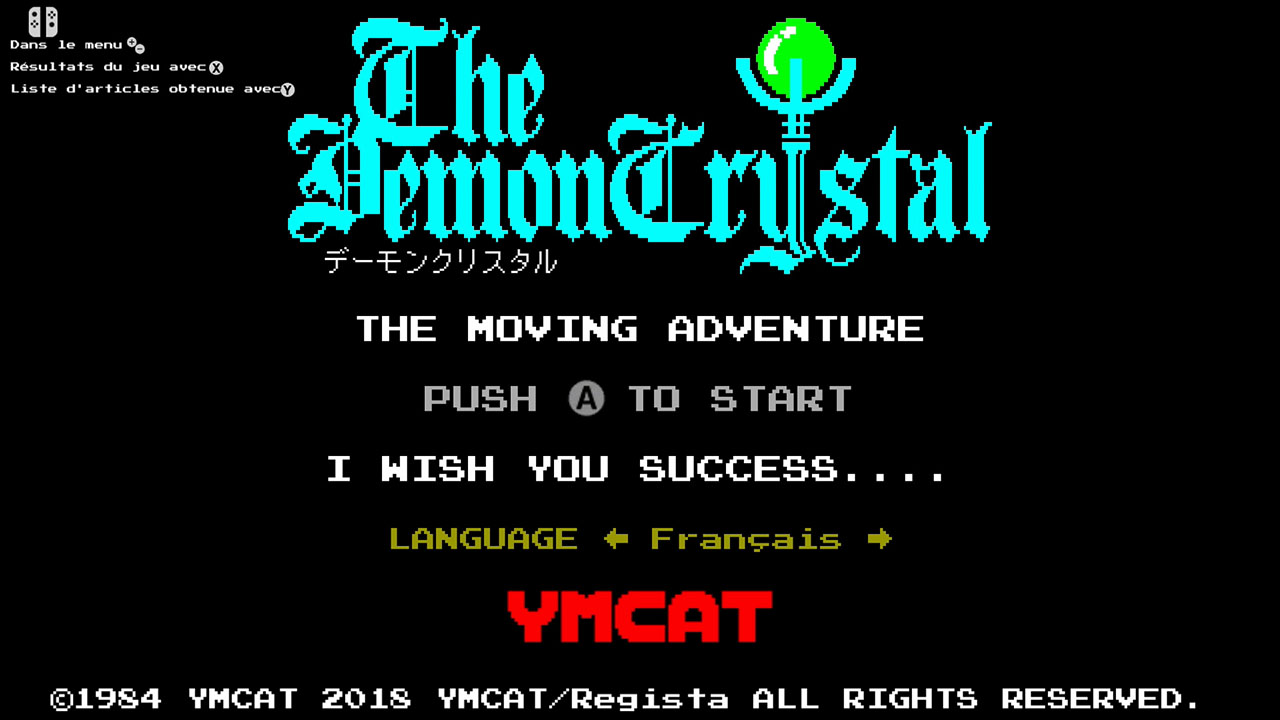 Dans le menu
Résultats du jeu avec X
Liste d'articles obtenue avec Y
The
Demon Crystal
デーモンクリスタル
THE MOVING ADVENTURE
PUSH A TO START
I WISH YOU SUCCESS....
LANGUAGE ← Français →
YMCAT
©1984 YMCAT 2018 YMCAT/Regista ALL RIGHTS RESERVED.